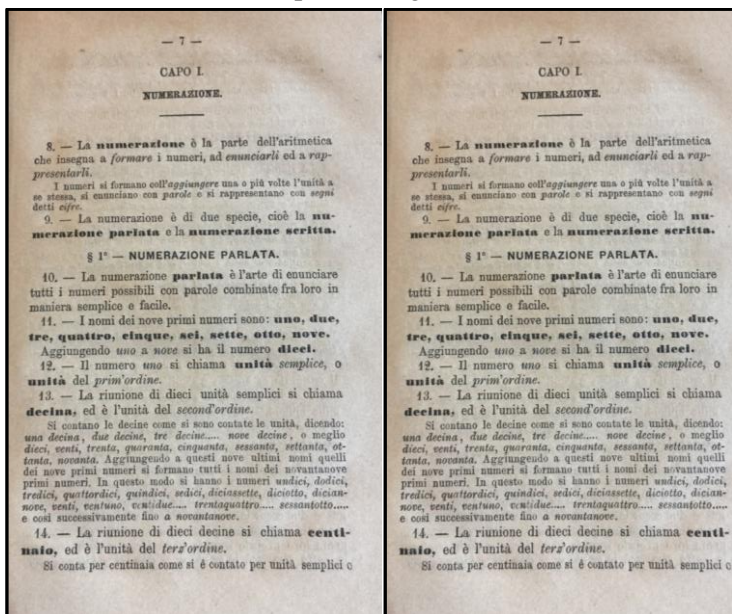 — 7 —
CAPO I.
NUMERAZIONE.
8. — La numerazione è la parte dell'aritmetica
che insegna a formare i numeri, ad enunciarli ed a rap-
presentarli.
I numeri si formano coll'aggiungere una o più volte l'unità a
se stessa, si enunciano con parole e si rappresentano con segni
detti cifre.
9. — La numerazione è di due specie, cioè la nu-
merazione parlata e la numerazione scritta.
§ 1° — NUMERAZIONE PARLATA.
10. — La numerazione parlata è l'arte di enunciare
tutti i numeri possibili con parole combinate fra loro in
maniera semplice e facile.
11. — I nomi dei nove primi numeri sono: uno, due,
tre, quattro, cinque, sei, sette, otto, nove.
Aggiungendo uno a nove si ha il numero dieci.
12. — Il numero uno si chiama unità semplice, o
unità del prim'ordine.
13. — La riunione di dieci unità semplici si chiama
decina, ed è l'unità del second'ordine.
Si contano le decine come si sono contate le unità, dicendo:
una decina, due decine, tre decine..... nove decine, o meglio
dieci, venti, trenta, quaranta, cinquanta, sessanta, settanta, ot-
tanta, novanta. Aggiungendo a questi nove ultimi nomi quelli
dei nove primi numeri si formano tutti i nomi dei novantanove
primi numeri. In questo modo si hanno i numeri undici, dodici,
tredici, quattordici, quindici, sedici, diciassette, diciotto, dician-
nove, venti, ventuno, ventidue..... trentaquattro..... sessantotto.....
e così successivamente fino a novantanove.
14. — La riunione di dieci decine si chiama centi-
naio, ed è l'unità del terz'ordine.
Si conta per centinaia come si è contato per unità semplici e
— 7 —
CAPO I.
NUMERAZIONE.
8. — La numerazione è la parte dell'aritmetica
che insegna a formare i numeri, ad enunciarli ed a rap-
presentarli.
I numeri si formano coll'aggiungere una o più volte l'unità a
se stessa, si enunciano con parole e si rappresentano con segni
detti cifre.
9. — La numerazione è di due specie, cioè la nu-
merazione parlata e la numerazione scritta.
§ 1° — NUMERAZIONE PARLATA.
10. — La numerazione parlata è l'arte di enunciare
tutti i numeri possibili con parole combinate fra loro in
maniera semplice e facile.
11. — I nomi dei nove primi numeri sono: uno, due,
tre, quattro, cinque, sei, sette, otto, nove.
Aggiungendo uno a nove si ha il numero dieci.
12. — Il numero uno si chiama unità semplice, o
unità del prim'ordine.
13. — La riunione di dieci unità semplici si chiama
decina, ed è l'unità del second'ordine.
Si contano le decine come si sono contate le unità, dicendo:
una decina, due decine, tre decine..... nove decine, o meglio
dieci, venti, trenta, quaranta, cinquanta, sessanta, settanta, ot-
tanta, novanta. Aggiungendo a questi nove ultimi nomi quelli
dei nove primi numeri si formano tutti i nomi dei novantanove
primi numeri. In questo modo si hanno i numeri undici, dodici,
tredici, quattordici, quindici, sedici, diciassette, diciotto, dician-
nove, venti, ventuno, ventidue..... trentaquattro..... sessantotto.....
e così successivamente fino a novantanove.
14. — La riunione di dieci decine si chiama centi-
naio, ed è l'unità del terz'ordine.
Si conta per centinaia come si è contato per unità semplici e